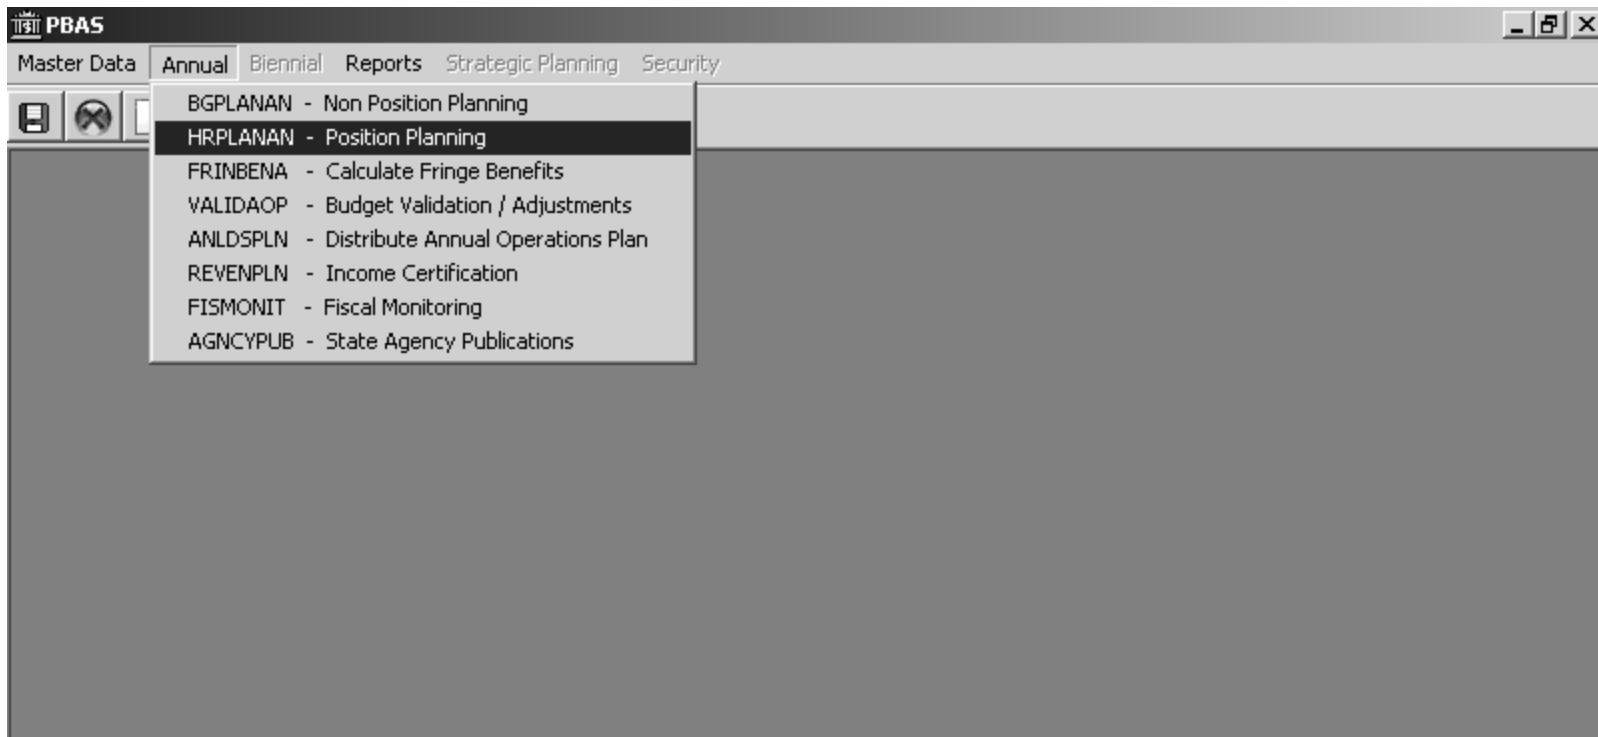 PBAS
Master Data Annual Biennial Reports Strategic Planning Security
BGPLANAN - Non Position Planning
HRPLANAN - Position Planning
FRINBENA - Calculate Fringe Benefits
VALIDAOP - Budget Validation / Adjustments
ANLDSPLN - Distribute Annual Operations Plan
REVENPLN - Income Certification
FISMONIT - Fiscal Monitoring
AGNCYPUB - State Agency Publications